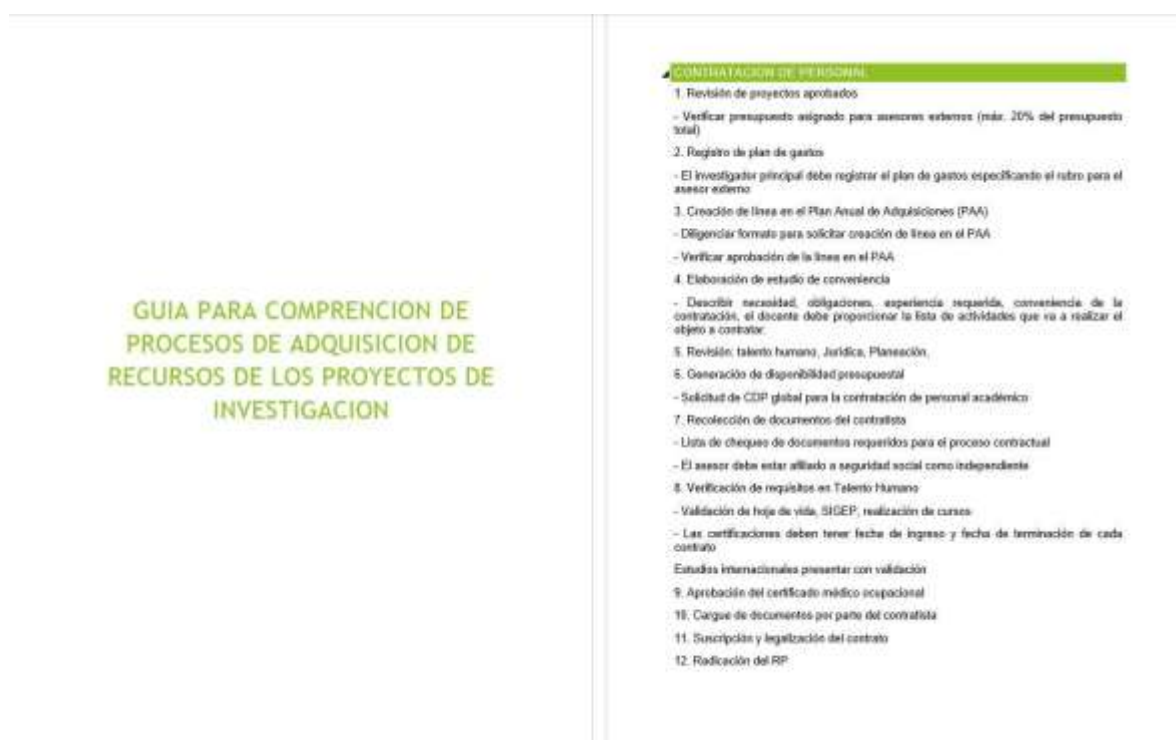 GUIA PARA COMPRENCION DE
PROCESOS DE ADQUISICION DE
RECURSOS DE LOS PROYECTOS DE
INVESTIGACION
CONTRATACION DE PERSONAL
1. Revisión de proyectos aprobados
- Verificar presupuesto asignado para asesores externos (máx. 20% del presupuesto
total)
2. Registro de plan de gastos
- El investigador principal debe registrar el plan de gastos especificando el rubro para el
asesor externo
3. Creación de línea en el Plan Anual de Adquisiciones (PAA)
- Diligenciar formato para solicitar creación de línea en el PAA
- Verificar aprobación de la línea en el PAA
4. Elaboración de estudio de conveniencia
- Describir necesidad, obligaciones, experiencia requerida, conveniencia de la
contratación, el docente debe proporcionar la lista de actividades que va a realizar el
objeto a contratar.
5. Revisión: talento humano, Jurídica, Planeación.
6. Generación de disponibilidad presupuestal
- Solicitud de CDP global para la contratación de personal académico
7. Recolección de documentos del contratista
- Lista de chequeo de documentos requeridos para el proceso contractual
- El asesor debe estar afiliado a seguridad social como independiente
8. Verificación de requisitos en Talento Humano
- Validación de hoja de vida, SIGEP, realización de cursos
- Las certificaciones deben tener fecha de ingreso y fecha de terminación de cada
contrato
Estudios internacionales presentar con validación
9. Aprobación del certificado médico ocupacional
10. Cargue de documentos por parte del contratista
11. Suscripción y legalización del contrato
12. Radicación del RP